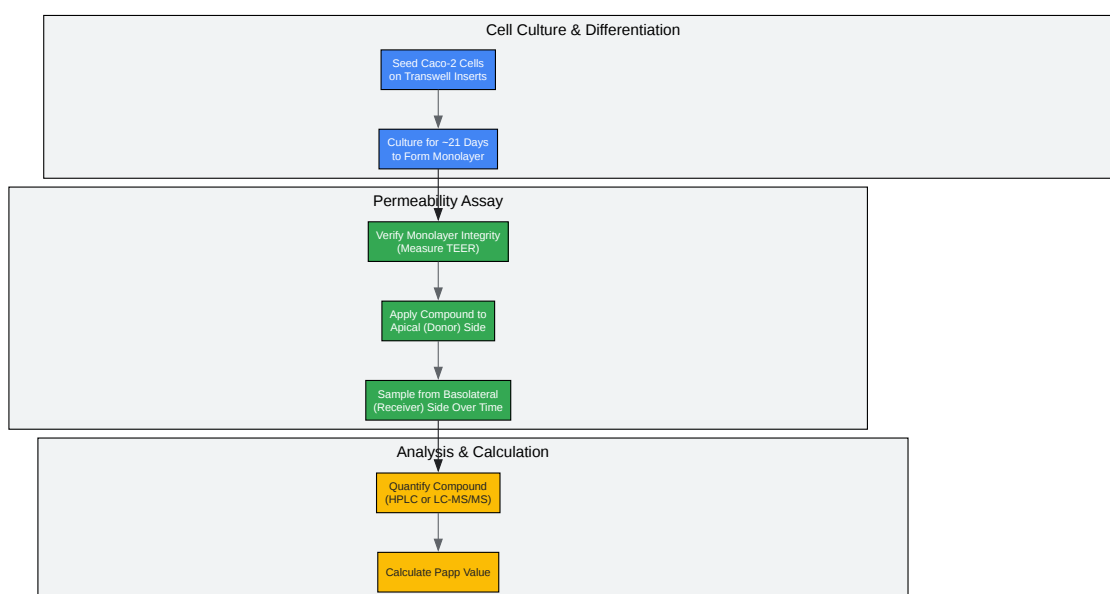 Cell Culture & Differentiation
Seed Caco-2 Cells
on Transwell Inserts
Culture for ~21 Days
to Form Monolayer
Permeability Assay
Verify Monolayer Integrity
(Measure TEER)
Apply Compound to
Apical (Donor) Side
Sample from Basolateral
(Receiver) Side Over Time
Analysis & Calculation
Quantify Compound
(HPLC or LC-MS/MS)
Calculate Papp Value